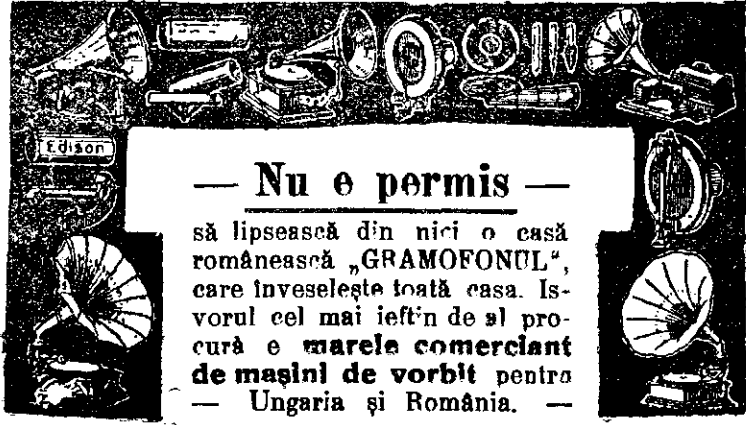 Edison
— Nu e permis —
să lipsească din nici o casă
românească „GRAMOFONUL“,
care înveselește toată casa. Is-
vorul cel mai ieftin de al pro-
cură e marele comerciant
de mașini de vorbit pentru
— Ungaria și România. —